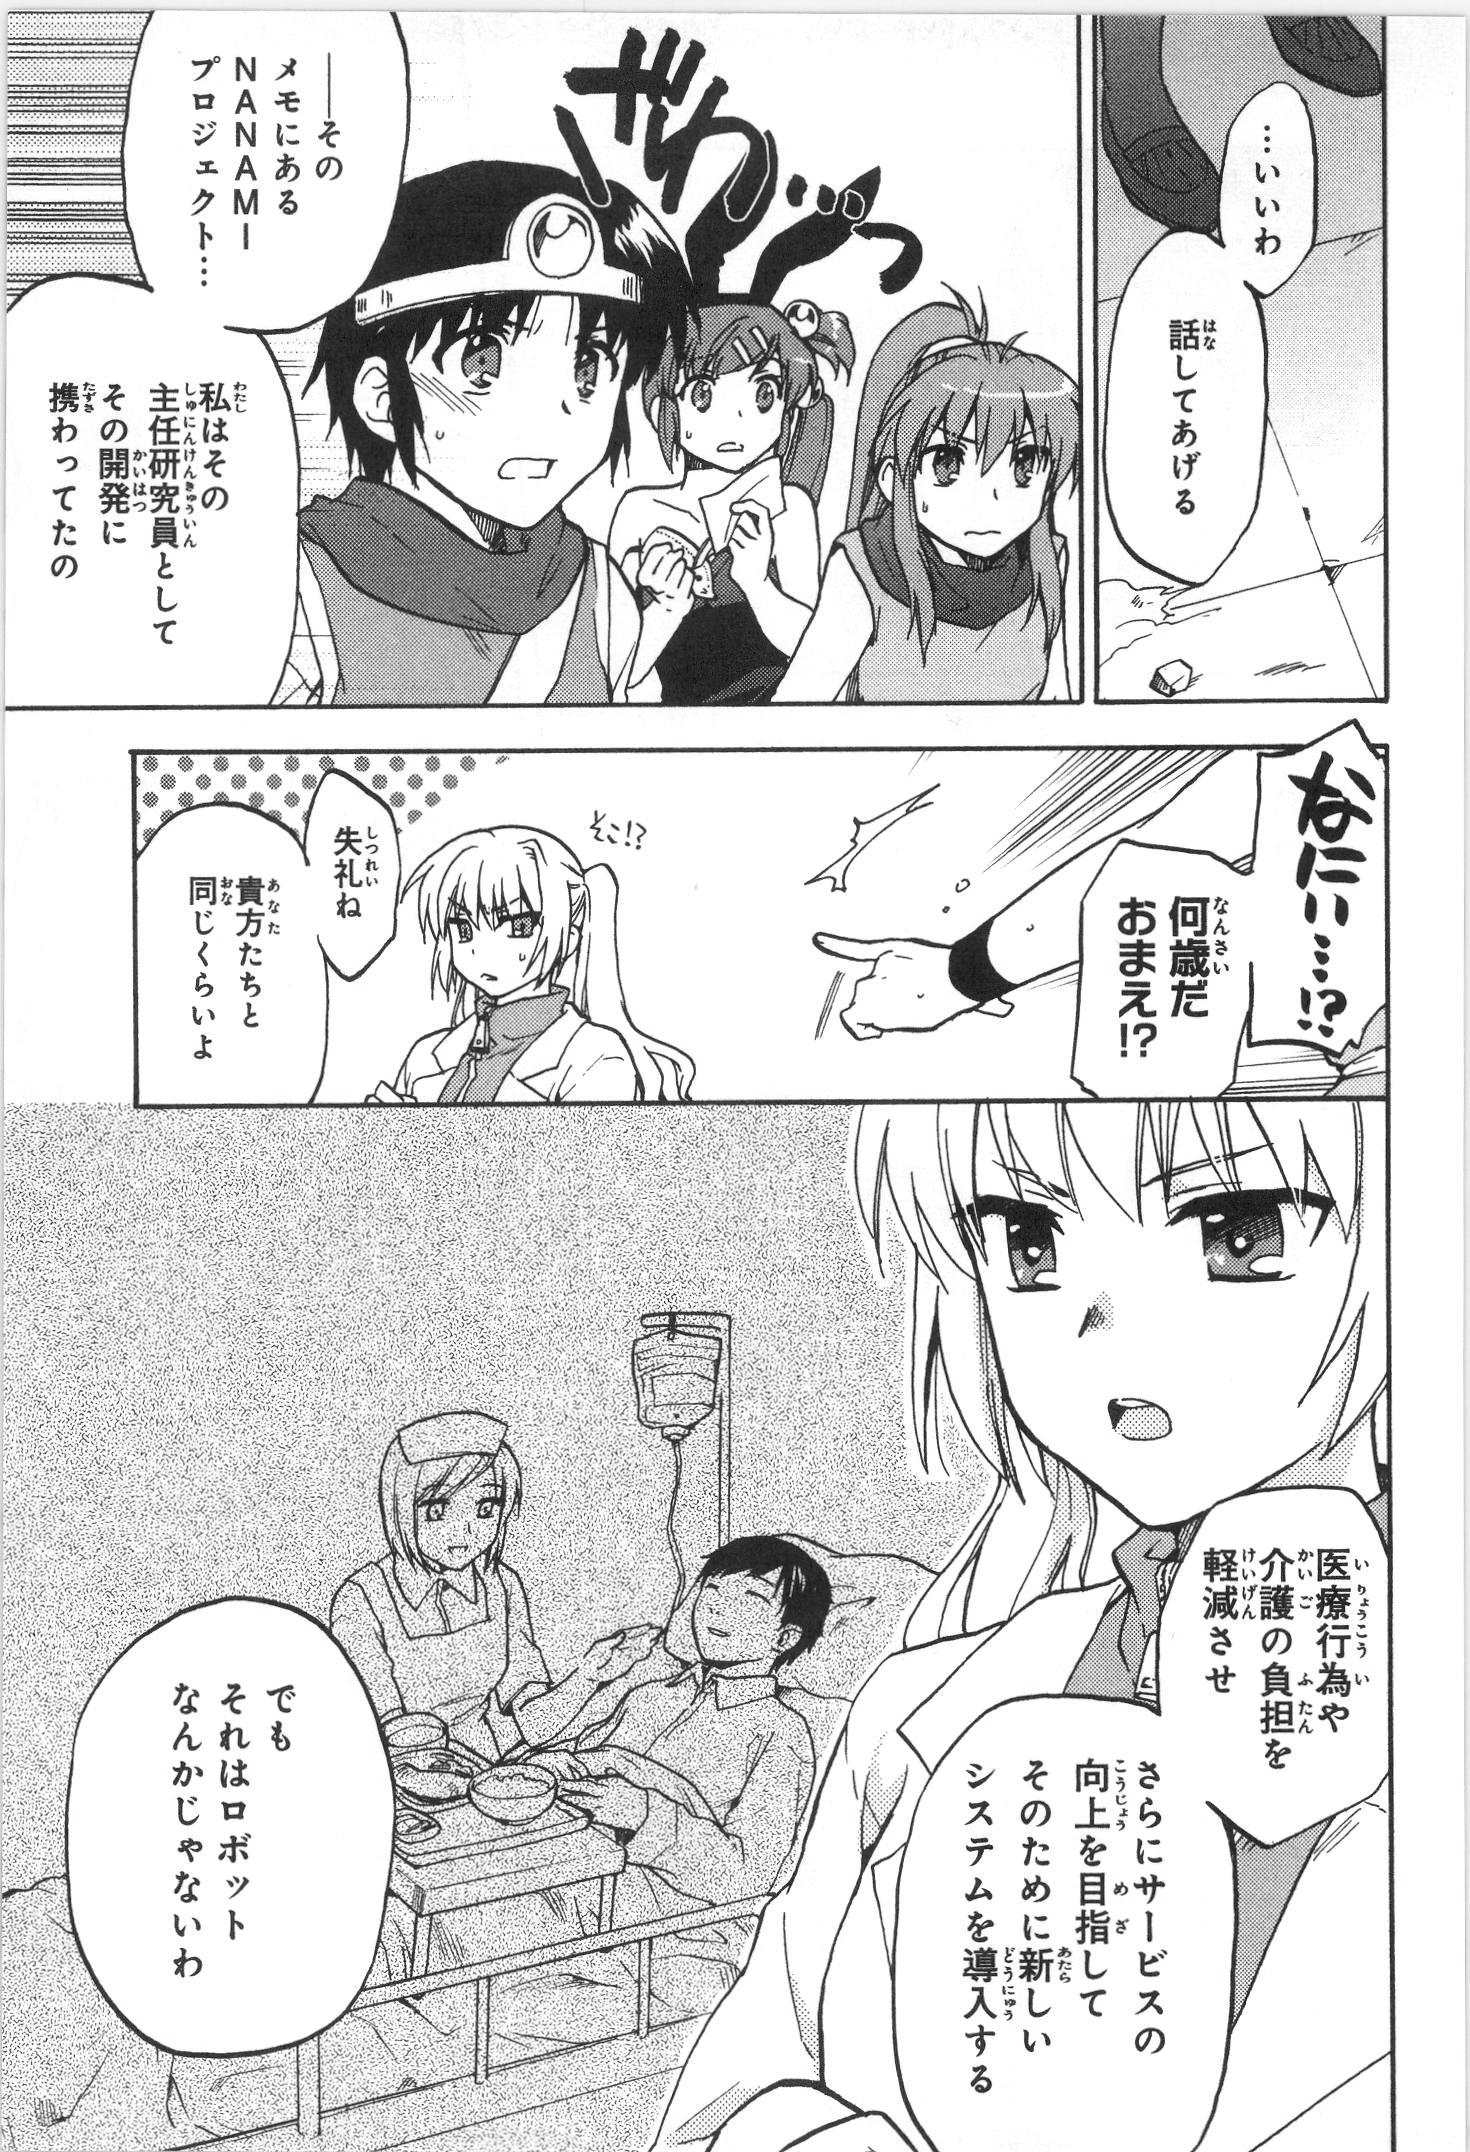 …いいわ
話してあげる
ざわ…っ
――その
メモにある
NANAMI
プロジェクト…
私はその
主任研究員として
その開発に
携わってたの
なにい…!?
何歳だ
おまえ!?
そこ!?
失礼ね
貴方たちと
同じくらいよ
医療行為や
介護の負担を
軽減させ
さらにサービスの
向上を目指して
そのために新しい
システムを導入する
でも
それはロボット
なんかじゃないわ